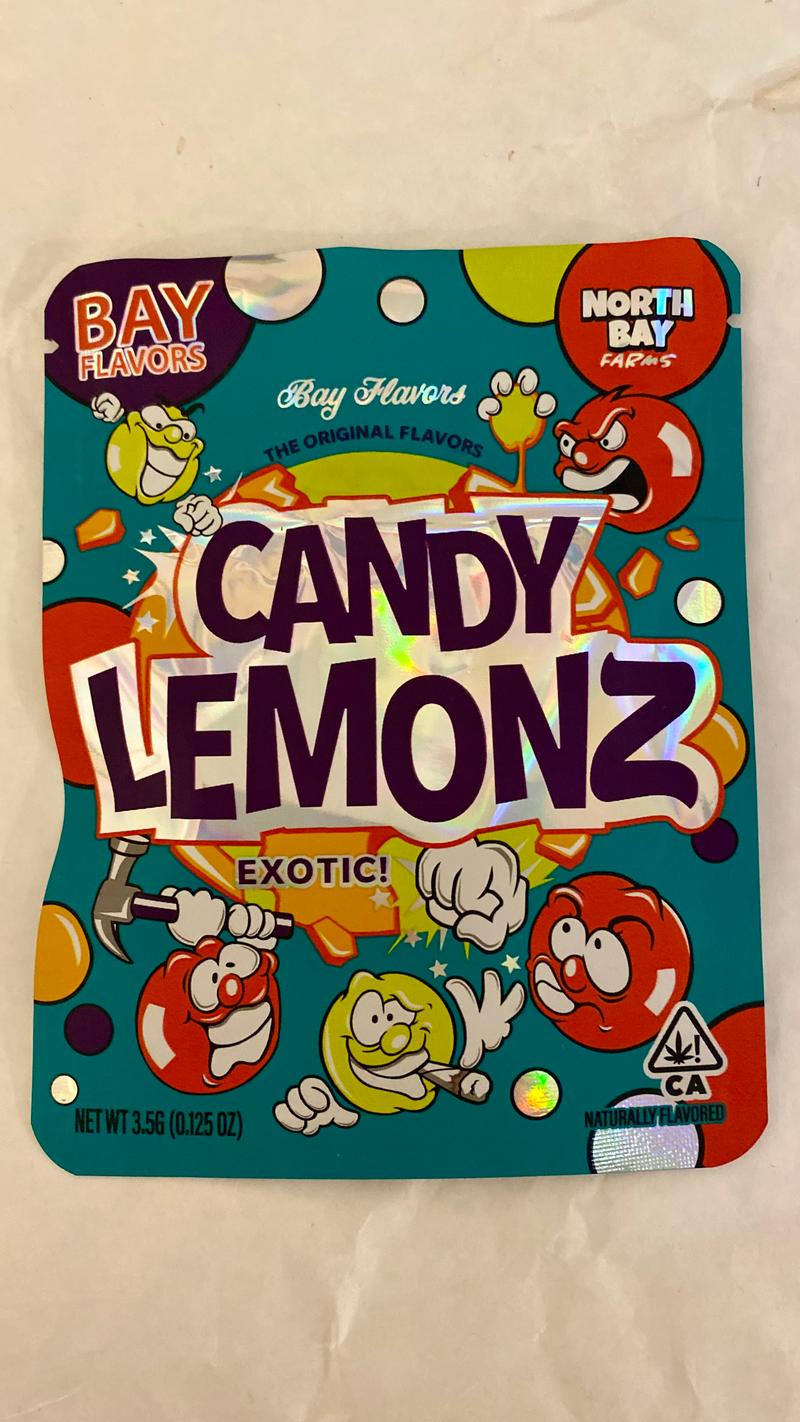 BAY
FLAVORS
NORTH
BAY
FARMS
Bay Flavors
THE ORIGINAL FLAVORS
CANDY
LEMONZ
EXOTIC!
!
CA
NET WT 3.5G (0.125 OZ)
NATURALLY FLAVORED